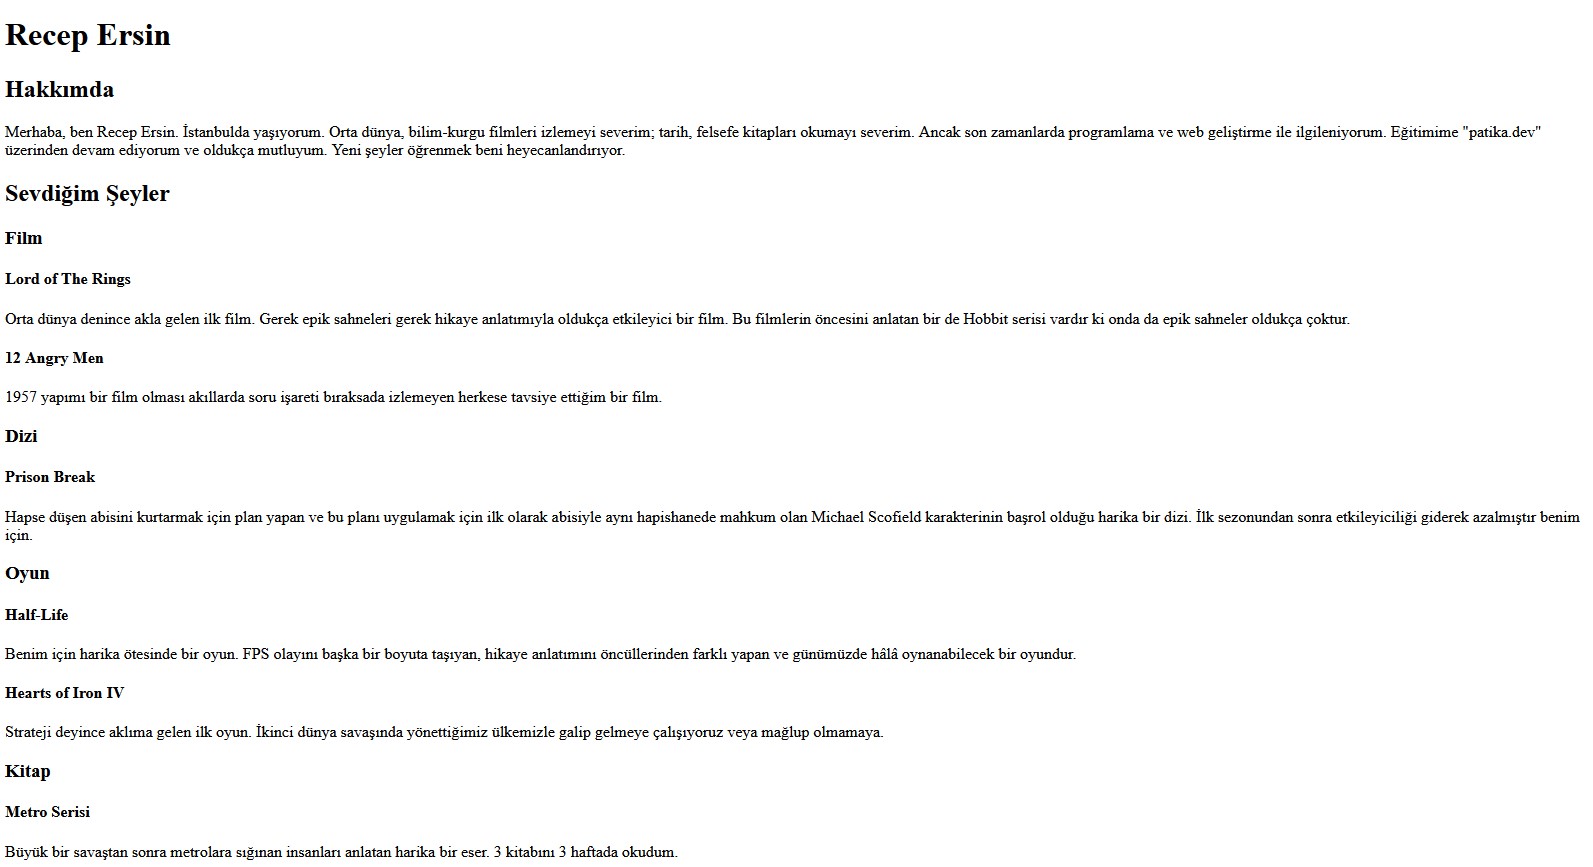 Recep Ersin
Hakkımda
Merhaba, ben Recep Ersin. İstanbulda yaşıyorum. Orta dünya, bilim-kurgu filmleri izlemeyi severim; tarih, felsefe kitapları okumayı severim. Ancak son zamanlarda programlama ve web geliştirme ile ilgileniyorum. Eğitimime "patika.dev"
üzerinden devam ediyorum ve oldukça mutluyum. Yeni şeyler öğrenmek beni heyecanlandırıyor.
Sevdiğim Şeyler
Film
Lord of The Rings
Orta dünya denince akla gelen ilk film. Gerek epik sahneleri gerek hikaye anlatımıyla oldukça etkileyici bir film. Bu filmlerin öncesini anlatan bir de Hobbit serisi vardır ki onda da epik sahneler oldukça çoktur.
12 Angry Men
1957 yapımı bir film olması akıllarda soru işareti bıraksada izlemeyen herkese tavsiye ettiğim bir film.
Dizi
Prison Break
Hapse düşen abisini kurtarmak için plan yapan ve bu planı uygulamak için ilk olarak abisiyle aynı hapishanede mahkum olan Michael Scofield karakterinin başrol olduğu harika bir dizi. İlk sezonundan sonra etkileyiciliği giderek azalmıştır benim
için.
Oyun
Half-Life
Benim için harika ötesinde bir oyun. FPS olayını başka bir boyuta taşıyan, hikaye anlatımını öncüllerinden farklı yapan ve günümüzde hâlâ oynanabilecek bir oyundur.
Hearts of Iron IV
Strateji deyince aklıma gelen ilk oyun. İkinci dünya savaşında yönettiğimiz ülkemizle galip gelmeye çalışıyoruz veya mağlup olmamaya.
Kitap
Metro Serisi
Büyük bir savaştan sonra metrolara sığınan insanları anlatan harika bir eser. 3 kitabını 3 haftada okudum.